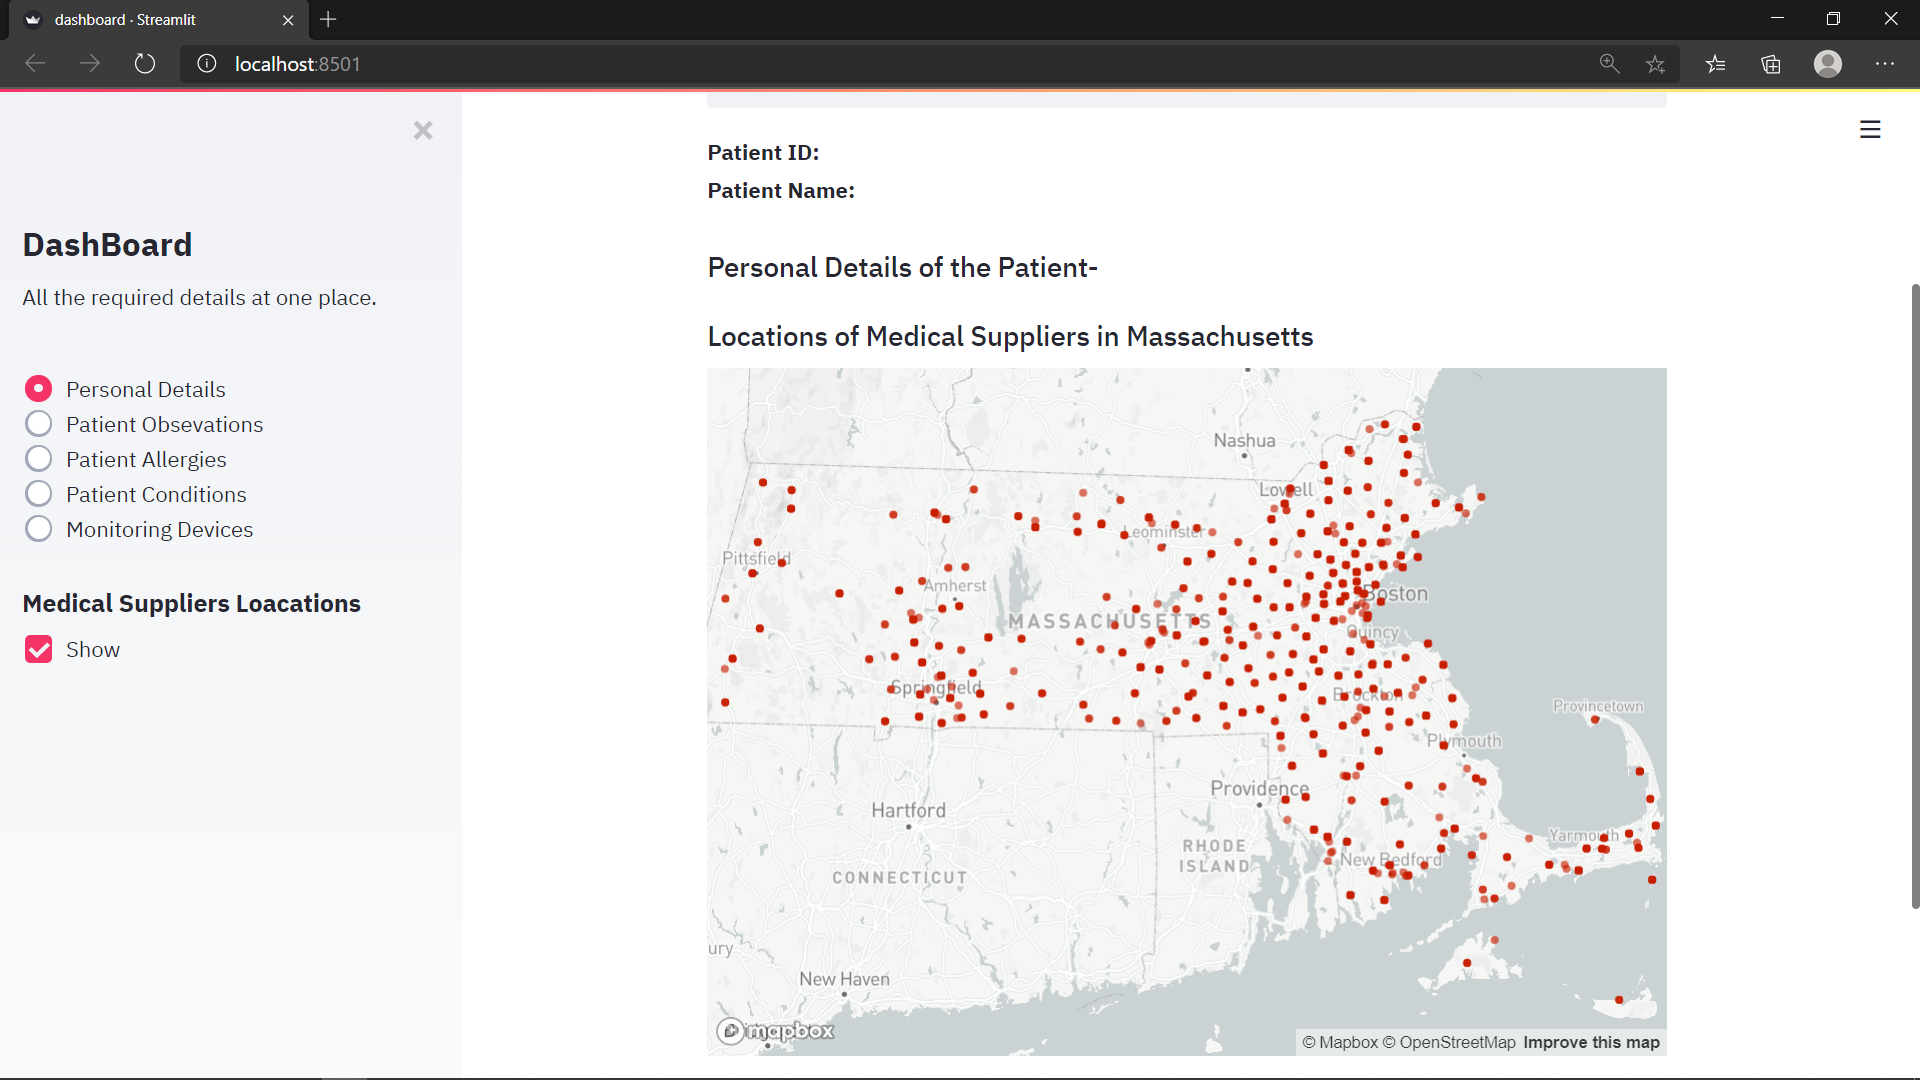 dashboard · Streamlit
localhost:8501
DashBoard
All the required details at one place.
Personal Details
Patient Obsevations
Patient Allergies
Patient Conditions
Monitoring Devices
Medical Suppliers Loacations
Show
Patient ID:
Patient Name:
Personal Details of the Patient-
Locations of Medical Suppliers in Massachusetts
Nashua
Lowell
Leominster
Pittsfield
Amherst
Boston
MASSACHUSETTS
Quincy
Springfield
Brockton
Provincetown
Plymouth
Providence
Hartford
Yarmouth
RHODE
ISLAND
New Bedford
CONNECTICUT
ury
New Haven
mapbox
© Mapbox © OpenStreetMap Improve this map